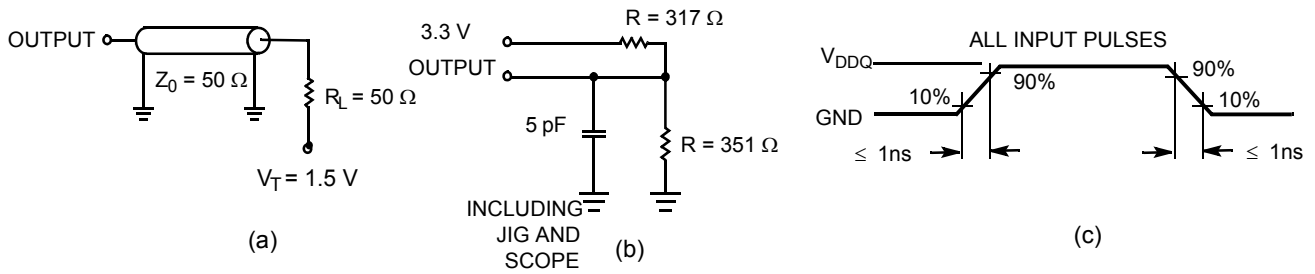 OUTPUT
Z0 = 50 Ω
RL = 50 Ω
VT = 1.5 V
(a)
R = 317 Ω
3.3 V
OUTPUT
5 pF
R = 351 Ω
INCLUDING
JIG AND
SCOPE
(b)
ALL INPUT PULSES
VDDQ
90%
90%
10%
10%
GND
≤ 1ns
≤ 1ns
(c)